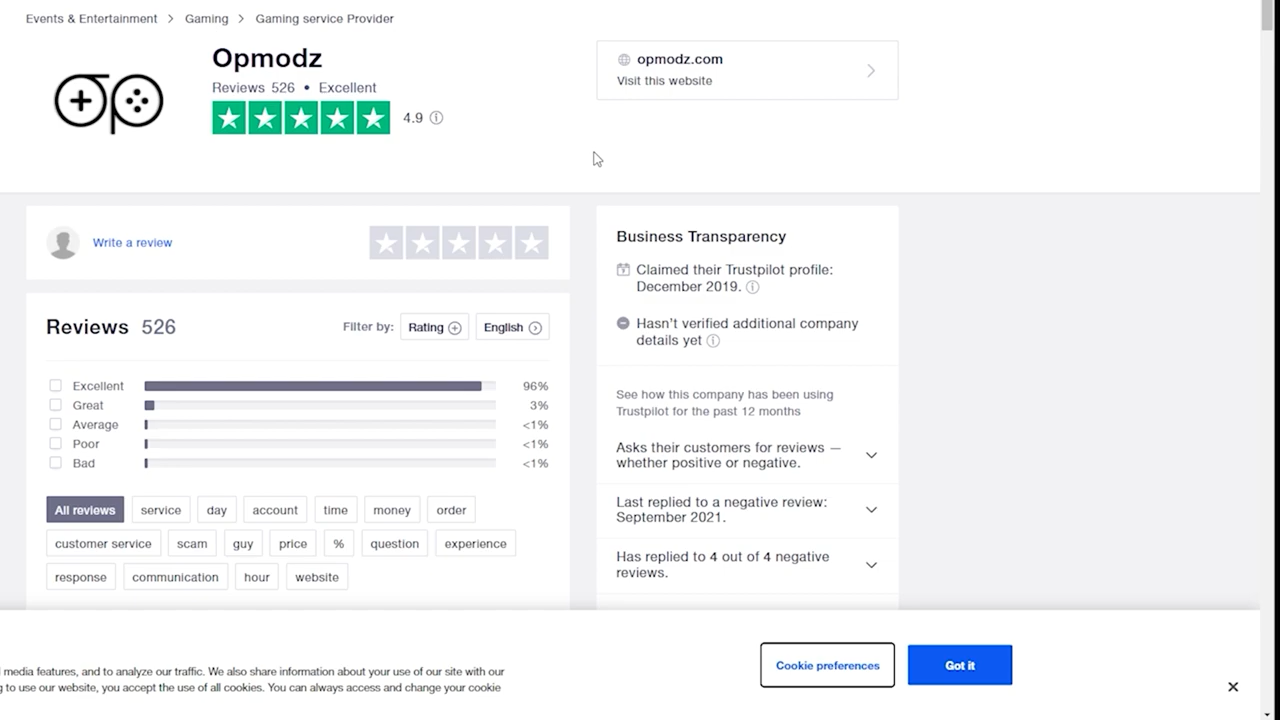 Events & Entertainment > Gaming > Gaming service Provider
Opmodz
Reviews 526 • Excellent
4.9
opmodz.com
Visit this website
Write a review
Reviews 526
Filter by: Rating English
Excellent 96%
Great 3%
Average <1%
Poor <1%
Bad <1%
All reviews service day account time money order
customer service scam guy price % question experience
response communication hour website
Business Transparency
Claimed their Trustpilot profile:
December 2019.
Hasn't verified additional company
details yet
See how this company has been using
Trustpilot for the past 12 months
Asks their customers for reviews —
whether positive or negative.
Last replied to a negative review:
September 2021.
Has replied to 4 out of 4 negative
reviews.
media features, and to analyze our traffic. We also share information about your use of our site with our
to use our website, you accept the use of all cookies. You can always access and change your cookie
Cookie preferences
Got it